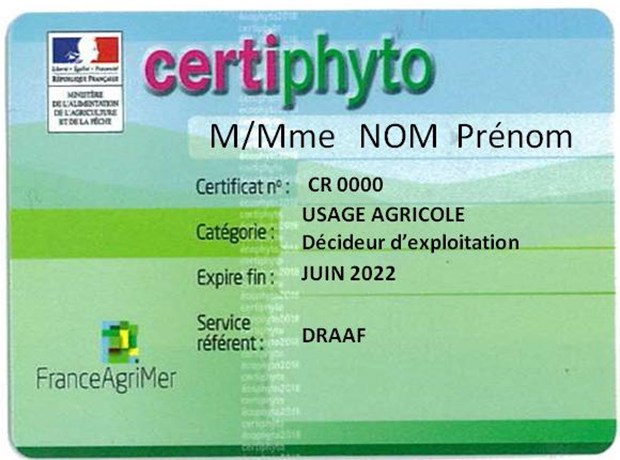 certiphyto
Liberté • Égalité • Fraternité
RÉPUBLIQUE FRANÇAISE
MINISTÈRE
DE L'ALIMENTATION
DE L'AGRICULTURE
ET DE LA PÊCHE
M/Mme NOM Prénom
Certificat nº : CR 0000
Catégorie : USAGE AGRICOLE
Décideur d'exploitation
Expire fin : JUIN 2022
Service
référent : DRAAF
FranceAgriMer